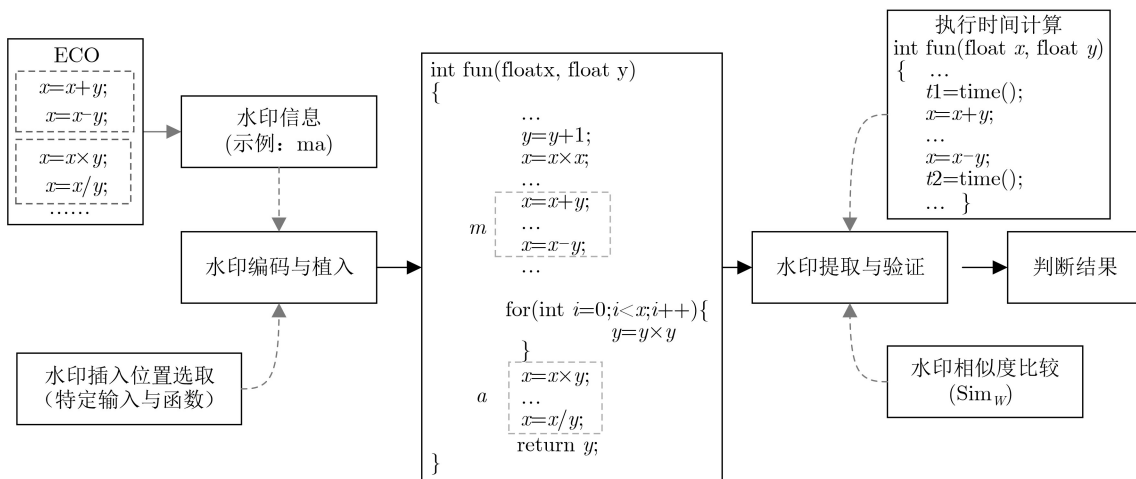 ECO
x=x+y;
x=x-y;
x=x×y;
x=x/y;
……
水印信息
(示例：ma)
水印编码与植入
水印插入位置选取
（特定输入与函数）
int fun(floatx, float y)
{
…
y=y+1;
x=x×x;
…
x=x+y;
m
…
x=x-y;
…
for(int i=0;i<x;i++){
y=y×y
}
x=x×y;
a
…
x=x/y;
return y;
}
执行时间计算
int fun(float x, float y)
{ …
t1=time();
x=x+y;
…
x=x-y;
t2=time();
… }
水印提取与验证
判断结果
水印相似度比较
(SimW)